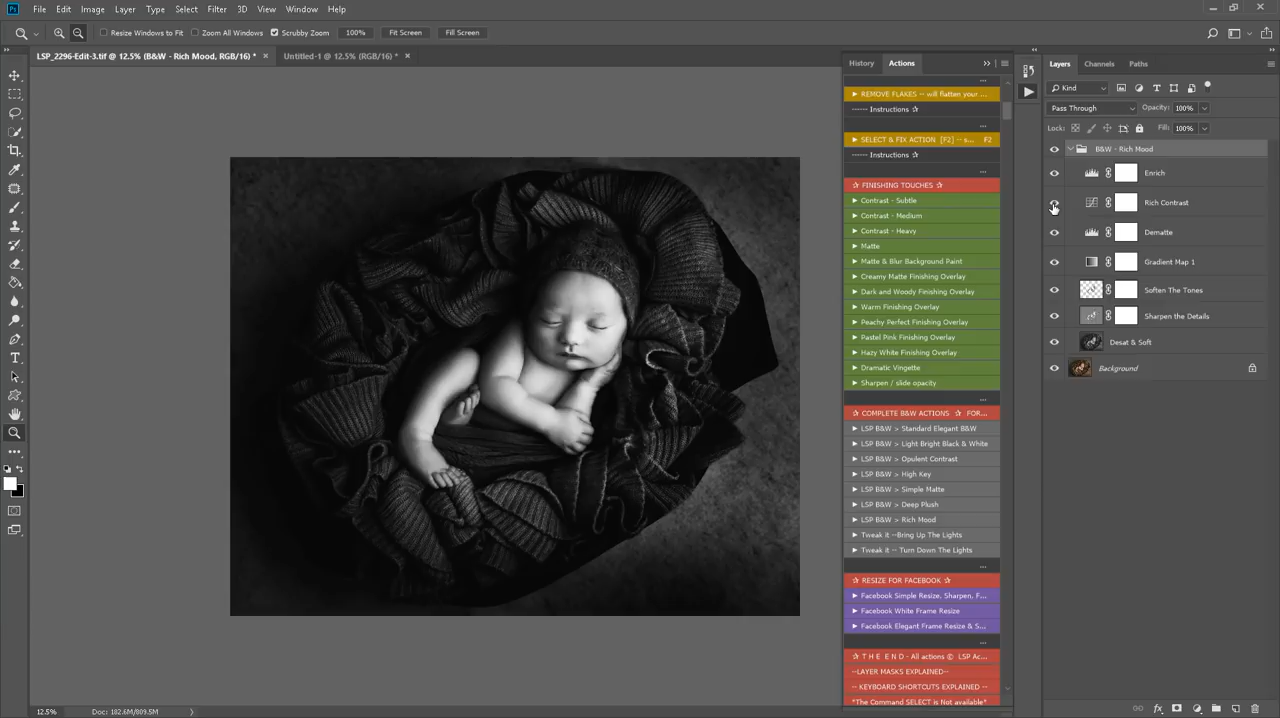 File Edit Image Layer Type Select Filter 3D View Window Help
Resize Windows to Fit Zoom All Windows Scrubby Zoom 100% Fit Screen Fill Screen
LSP_2296-Edit-3.tif @ 12.5% (B&W - Rich Mood, RGB/16) * × Untitled-1 @ 12.5% (RGB/16) * ×
History Actions
...
REMOVE FLAKES -- will flatten your ...
------ Instructions ✰
...
SELECT & FIX ACTION [F2] -- s... F2
------ Instructions ✰
...
✰ FINISHING TOUCHES ✰
Contrast - Subtle
Contrast - Medium
Contrast - Heavy
Matte
Matte & Blur Background Paint
Creamy Matte Finishing Overlay
Dark and Woody Finishing Overlay
Warm Finishing Overlay
Peachy Perfect Finishing Overlay
Pastel Pink Finishing Overlay
Hazy White Finishing Overlay
Dramatic Vingette
Sharpen / slide opacity
...
✰ COMPLETE B&W ACTIONS ✰ FOR...
LSP B&W > Standard Elegant B&W
LSP B&W > Light Bright Black & White
LSP B&W > Opulent Contrast
LSP B&W > High Key
LSP B&W > Simple Matte
LSP B&W > Deep Plush
LSP B&W > Rich Mood
Tweak it --Bring Up The Lights
Tweak it -- Turn Down The Lights
...
✰ RESIZE FOR FACEBOOK ✰
Facebook Simple Resize, Sharpen, F...
Facebook White Frame Resize
Facebook Elegant Frame Resize & S...
...
✰ T H E E N D - All actions © LSP Ac...
--LAYER MASKS EXPLAINED--
-- KEYBOARD SHORTCUTS EXPLAINED --
*The Command SELECT is Not available*
Layers Channels Paths
Kind
Pass Through Opacity: 100%
Lock: Fill: 100%
B&W - Rich Mood
Enrich
Rich Contrast
Dematte
Gradient Map 1
Soften The Tones
Sharpen the Details
Desat & Soft
Background
12.5% Doc: 182.6M/809.5M